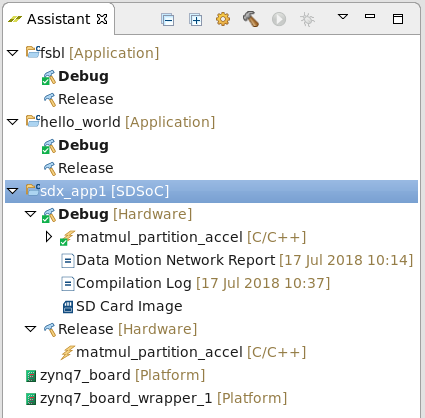 Assistant
fsbl [Application]
Debug
Release
hello_world [Application]
Debug
Release
sdx_app1 [SDSoC]
Debug [Hardware]
matmul_partition_accel [C/C++]
Data Motion Network Report [17 Jul 2018 10:14]
Compilation Log [17 Jul 2018 10:37]
SD Card Image
Release [Hardware]
matmul_partition_accel [C/C++]
zynq7_board [Platform]
zynq7_board_wrapper_1 [Platform]